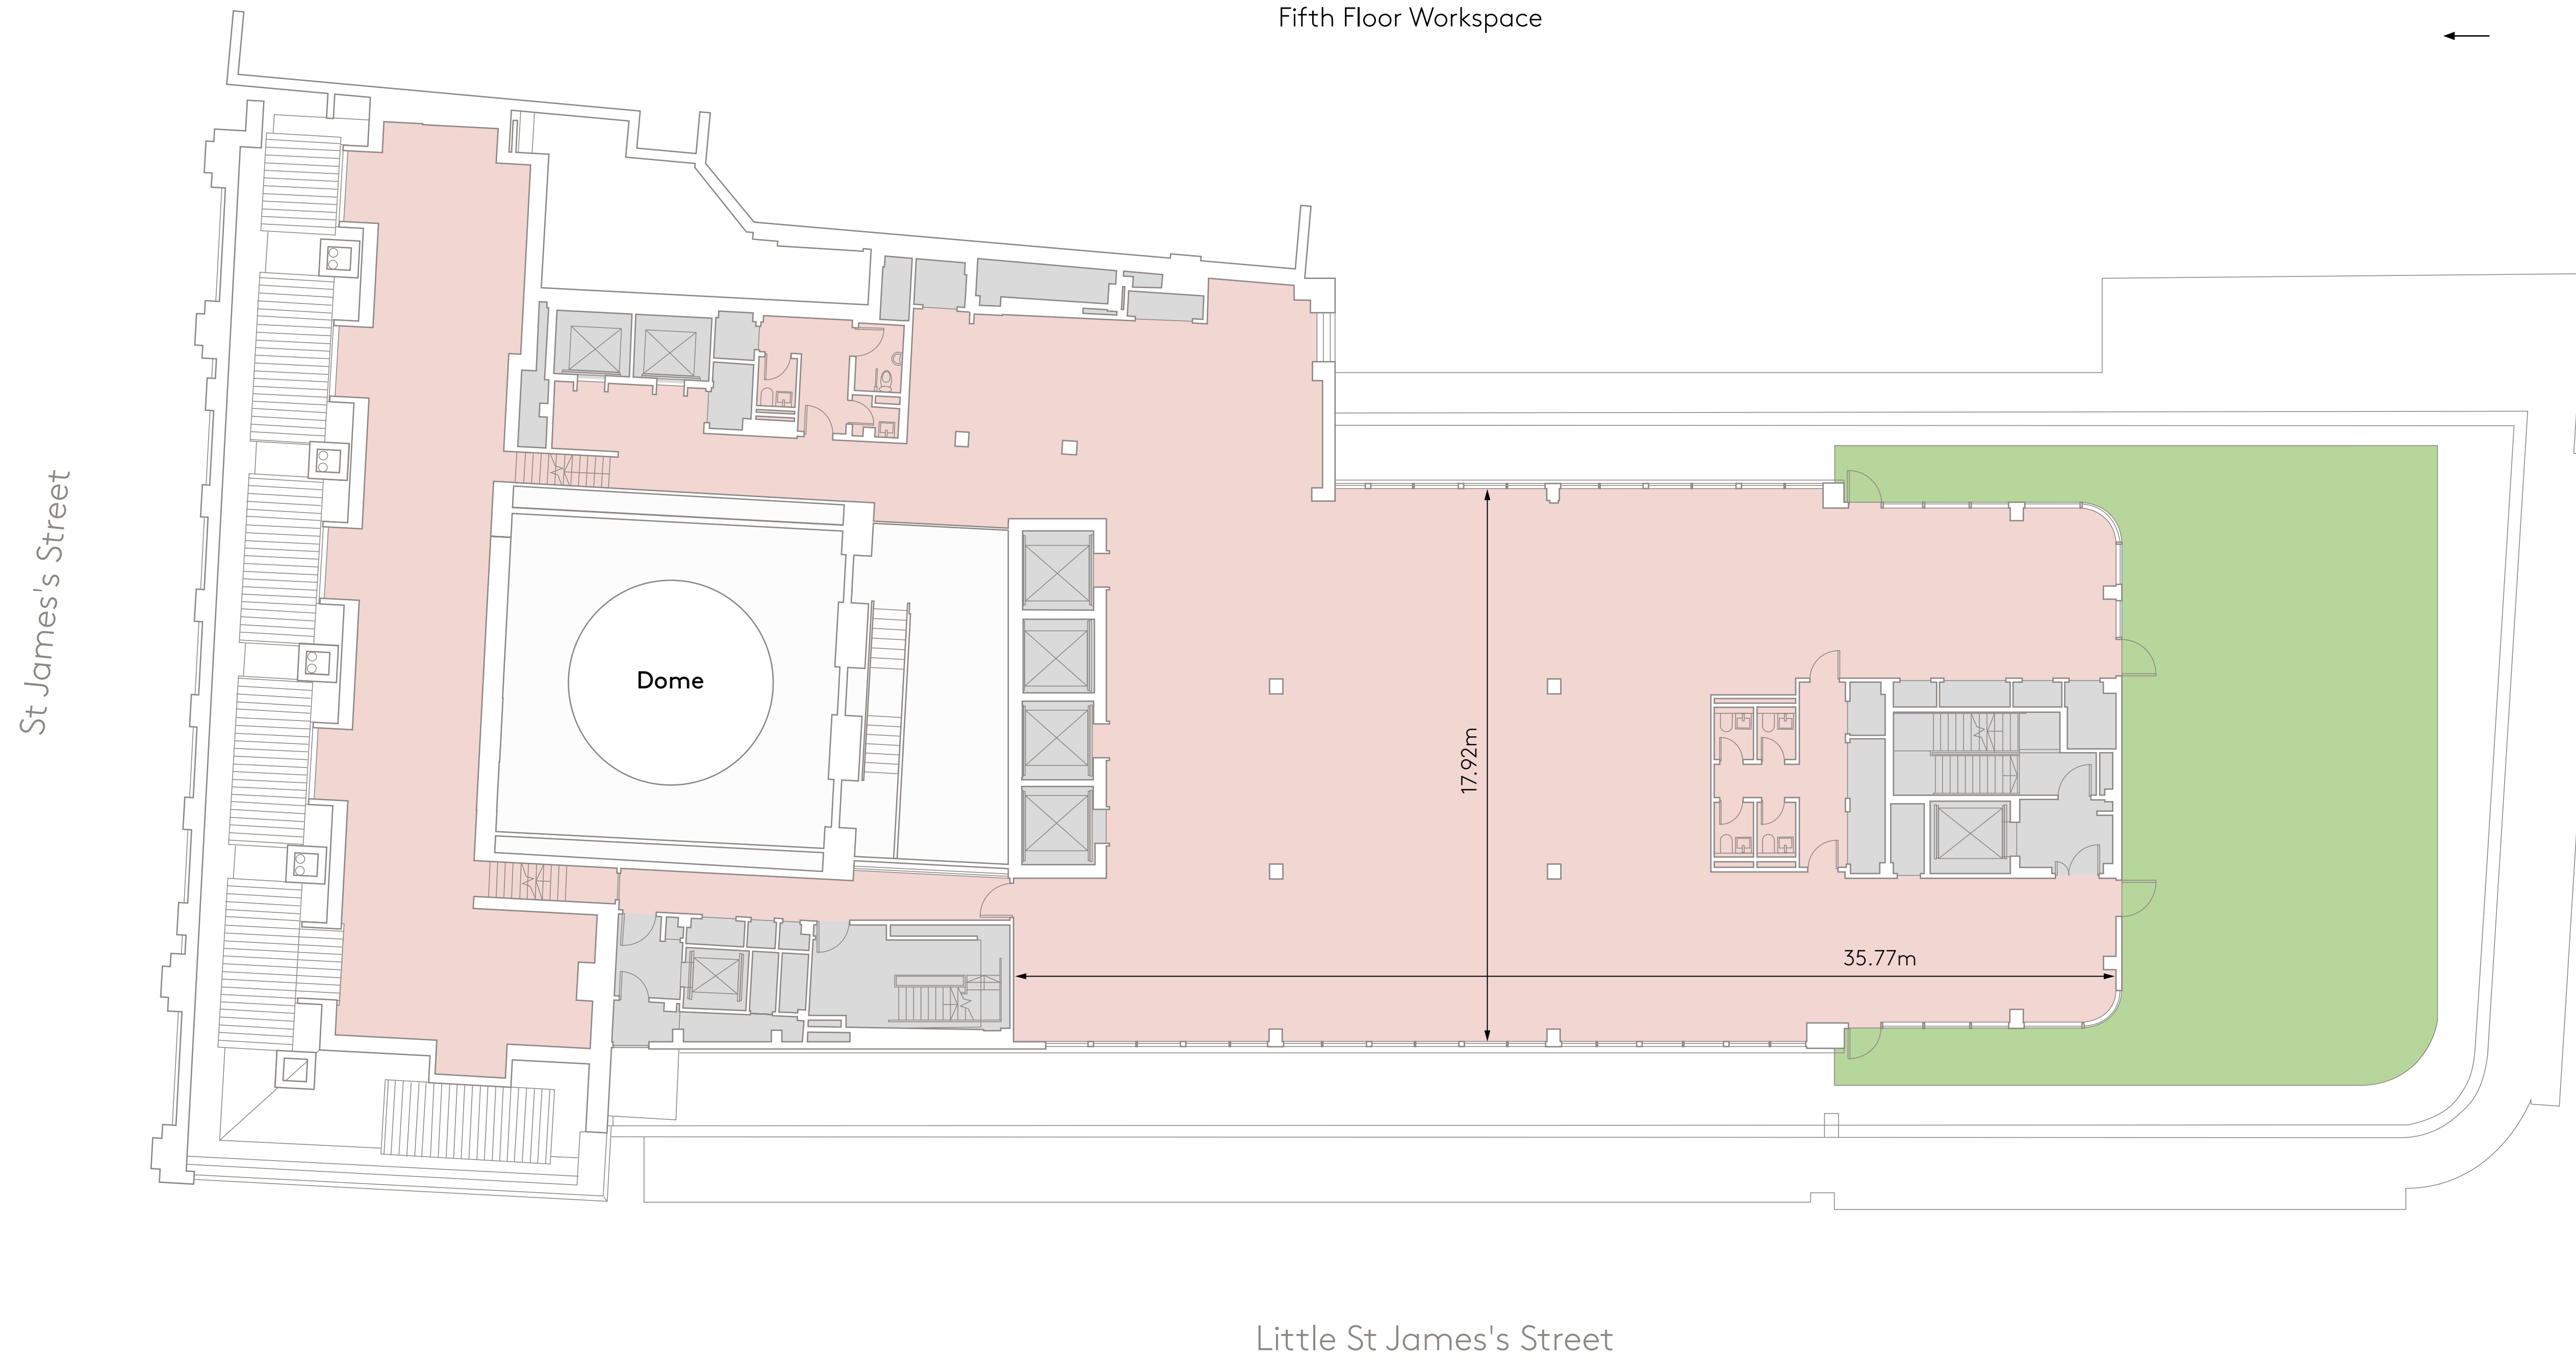 Fifth Floor Workspace
St James's Street
Dome
17.92m
35.77m
Little St James's Street